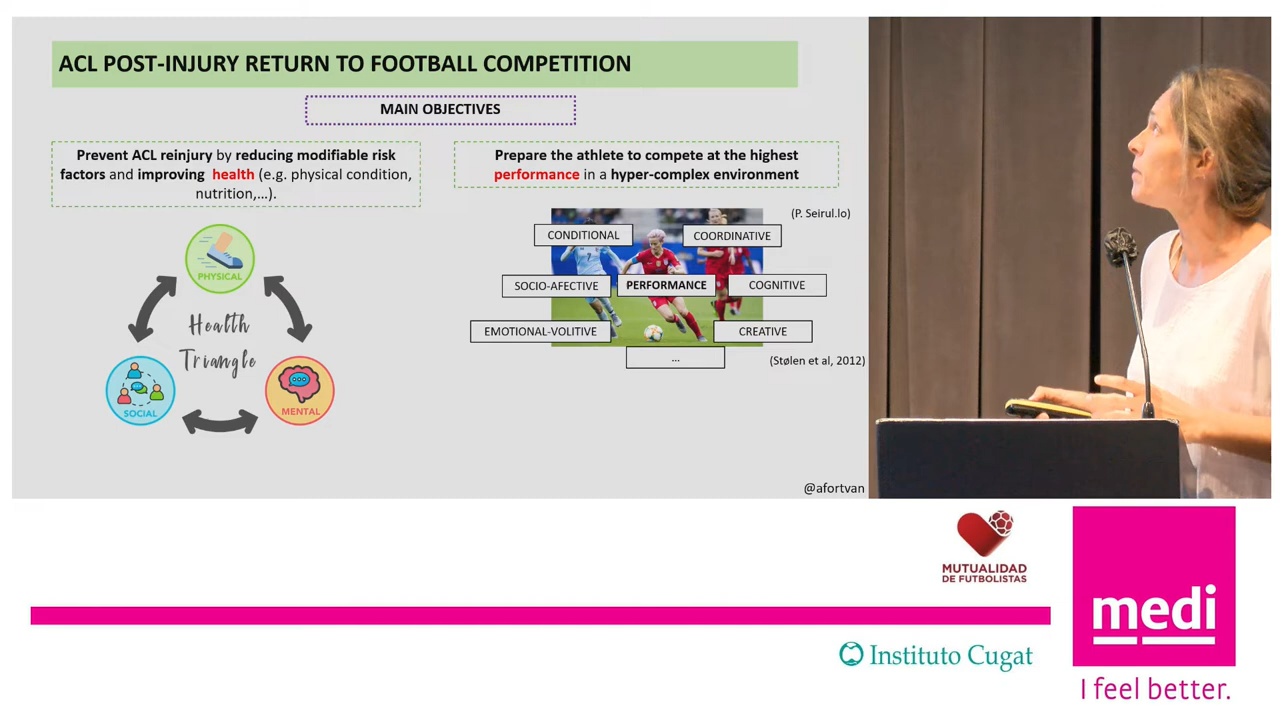 ACL POST-INJURY RETURN TO FOOTBALL COMPETITION
MAIN OBJECTIVES
Prevent ACL reinjury by reducing modifiable risk
factors and improving health (e.g. physical condition,
nutrition,...).
PHYSICAL
Health
Triangle
SOCIAL
MENTAL
Prepare the athlete to compete at the highest
performance in a hyper-complex environment
(P. Seirul.lo)
CONDITIONAL
COORDINATIVE
SOCIO-AFECTIVE
PERFORMANCE
COGNITIVE
EMOTIONAL-VOLITIVE
CREATIVE
...
(Stølen et al, 2012)
@afortvan
7
MUTUALIDAD
DE FUTBOLISTAS
medi
Instituto Cugat
I feel better.